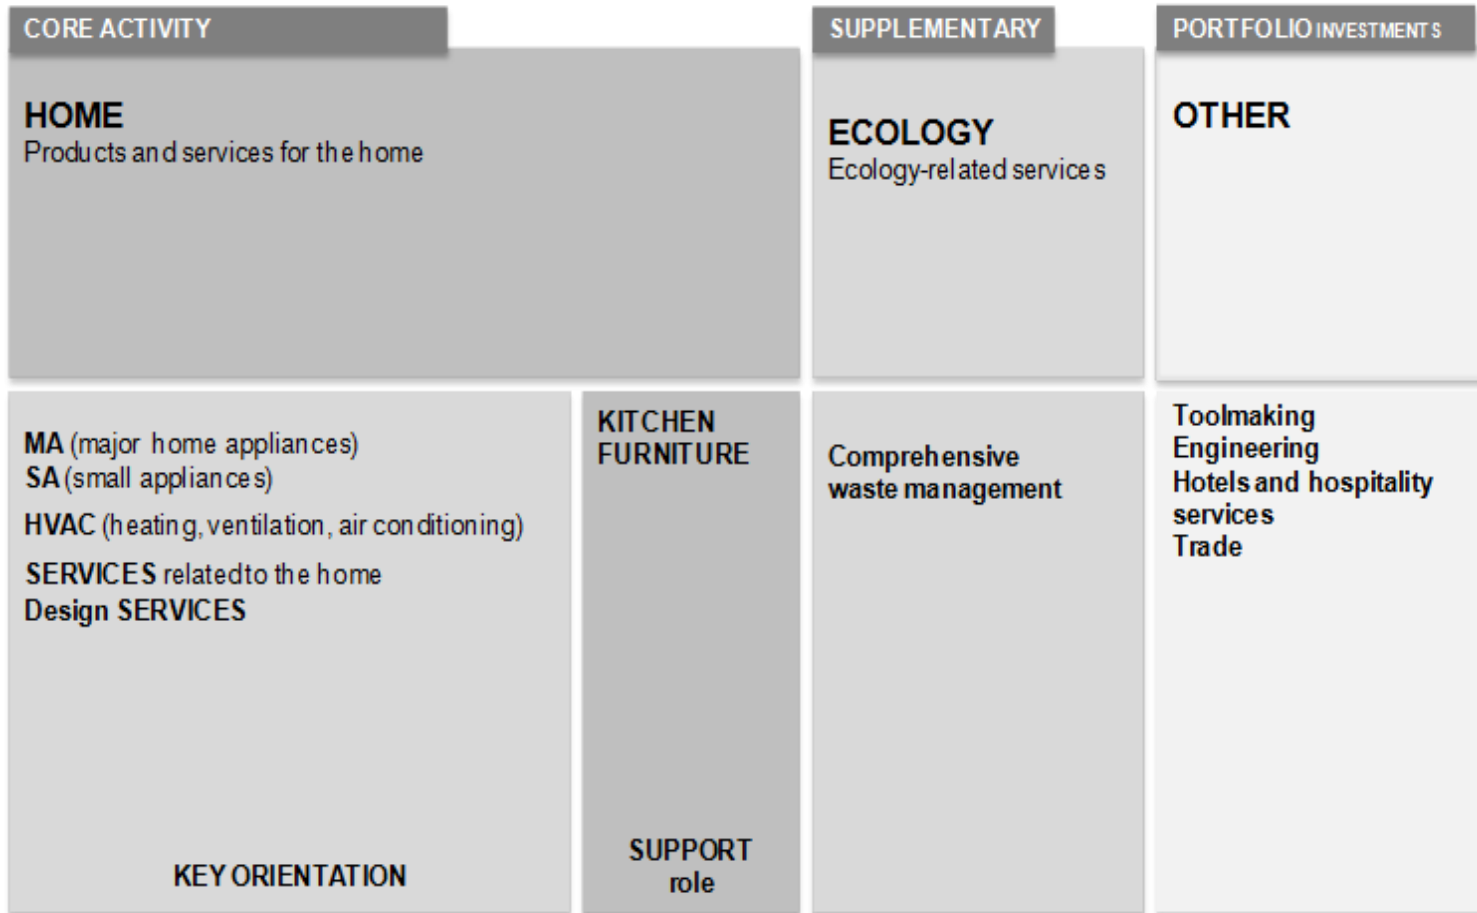 CORE ACTIVITY
SUPPLEMENTARY
PORTFOLIO INVESTMENTS
HOME
Products and services for the home
ECOLOGY
Ecology-related services
OTHER
MA (major home appliances)
SA (small appliances)
HVAC (heating, ventilation, air conditioning)
SERVICES related to the home
Design SERVICES
KEY ORIENTATION
KITCHEN
FURNITURE
SUPPORT
role
Comprehensive
waste management
Toolmaking
Engineering
Hotels and hospitality
services
Trade